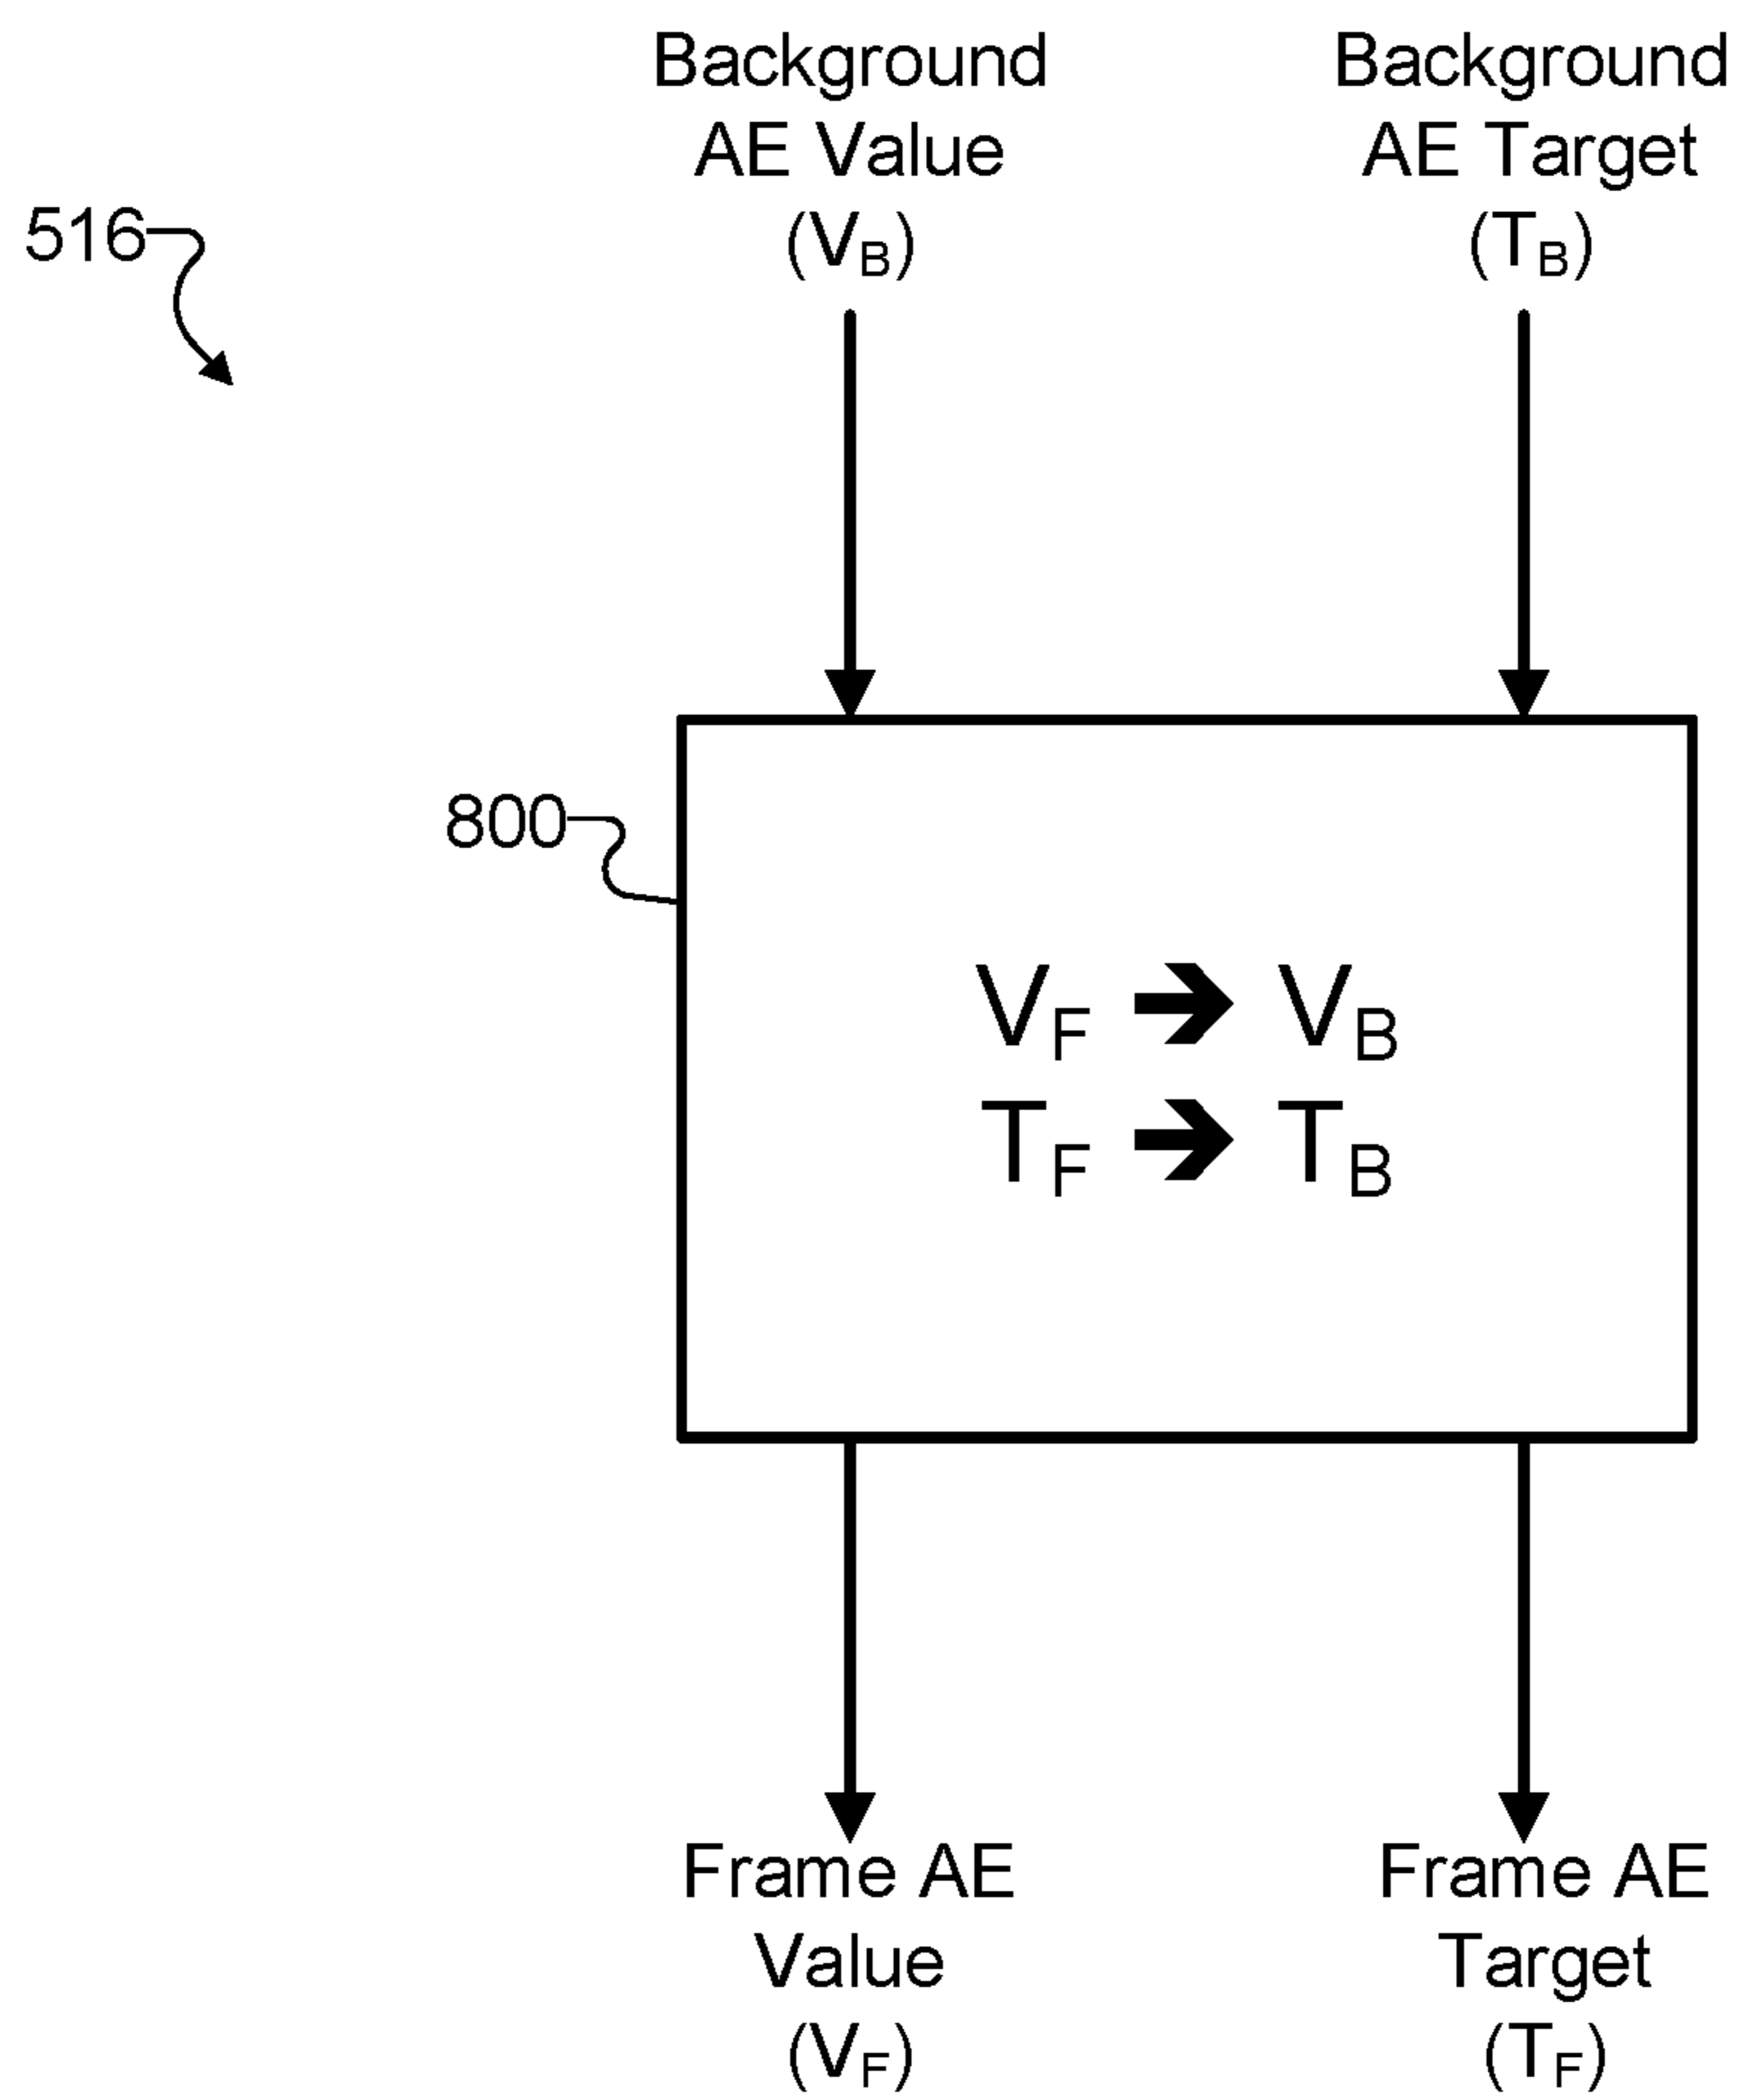 Background
AE Value
(VB)
Background
AE Target
(TB)
516
800
VF → VB
TF → TB
Frame AE
Value
(VF)
Frame AE
Target
(TF)